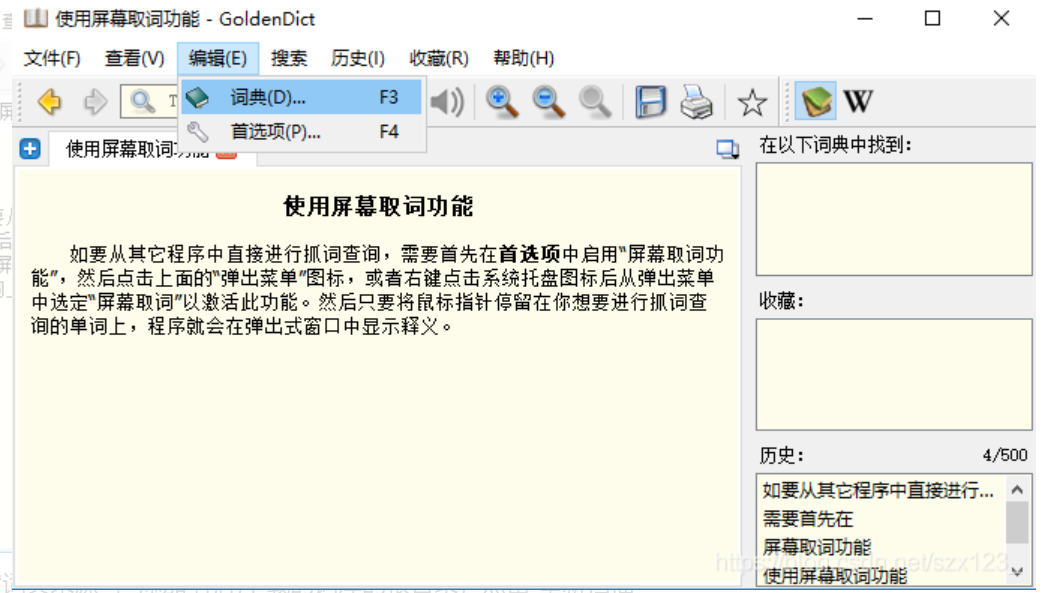 使用屏幕取词功能 - GoldenDict
文件(F) 查看(V) 编辑(E) 搜索 历史(I) 收藏(R) 帮助(H)
词典(D)... F3
W
首选项(P)... F4
使用屏幕取词
在以下词典中找到:
使用屏幕取词功能
如要从其它程序中直接进行抓词查询，需要首先在首选项中启用“屏幕取词功
能”，然后点击上面的“弹出菜单”图标，或者右键点击系统托盘图标后从弹出菜单
中选定“屏幕取词”以激活此功能。然后只要将鼠标指针停留在你想要进行抓词查
询的单词上，程序就会在弹出式窗口中显示释义。
收藏:
历史: 4/500
如要从其它程序中直接进行...
需要首先在
屏幕取词功能
使用屏幕取词功能
https://blog.csdn.net/szx123